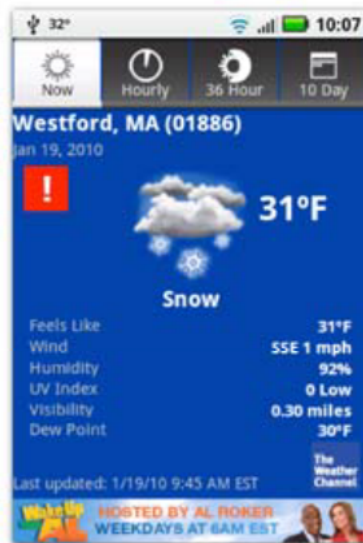 32° 10:07
Now Hourly 36 Hour 10 Day
Westford, MA (01886)
Jan 19, 2010
!
31°F
Snow
Feels Like 31°F
Wind SSE 1 mph
Humidity 92%
UV Index 0 Low
Visibility 0.30 miles
Dew Point 30°F
The
Weather
Channel
Last updated: 1/19/10 9:45 AM EST
WakeUp HOSTED BY AL ROKER
AL WEEKDAYS AT 6AM EST